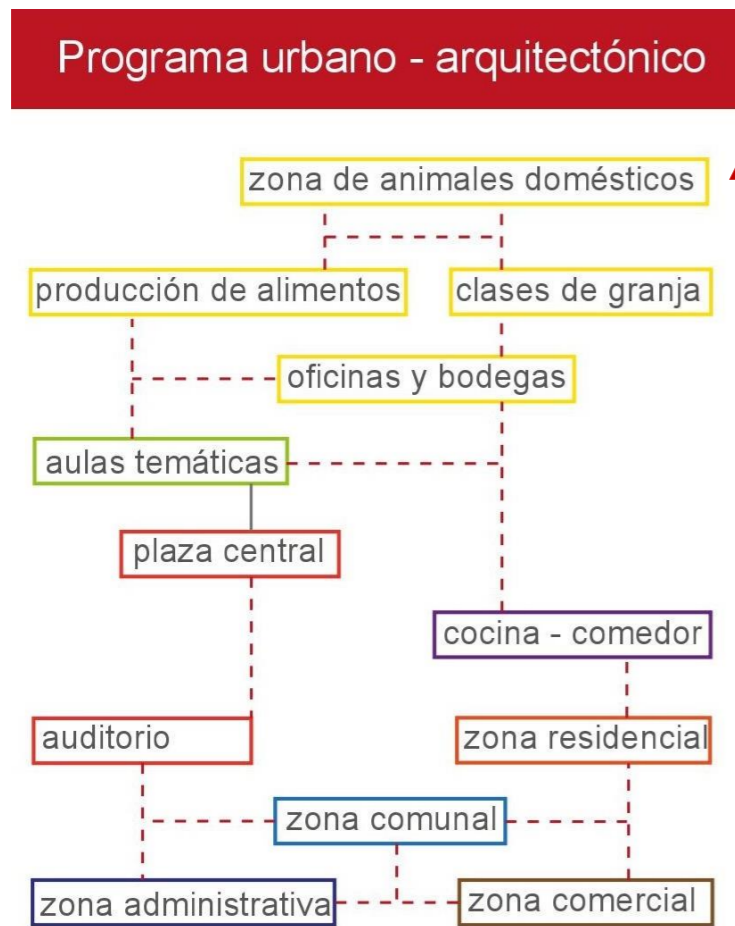 Programa urbano - arquitectónico
zona de animales domésticos
producción de alimentos
clases de granja
oficinas y bodegas
aulas temáticas
plaza central
cocina - comedor
auditorio
zona residencial
zona comunal
zona administrativa
zona comercial